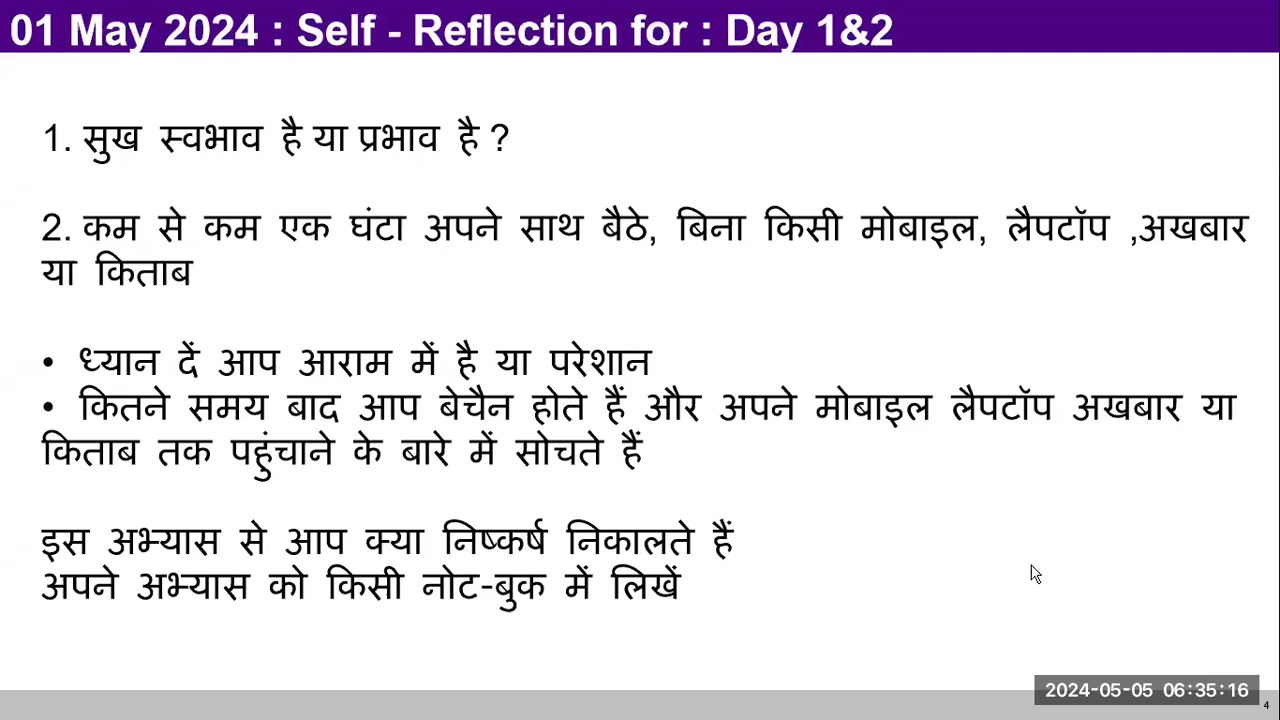 01 May 2024 : Self - Reflection for : Day 1&2
1. सुख स्वभाव है या प्रभाव है ?
2. कम से कम एक घंटा अपने साथ बैठे, बिना किसी मोबाइल, लैपटॉप ,अखबार
या किताब
• ध्यान दें आप आराम में है या परेशान
• कितने समय बाद आप बेचैन होते हैं और अपने मोबाइल लैपटॉप अखबार या
किताब तक पहुंचाने के बारे में सोचते हैं
इस अभ्यास से आप क्या निष्कर्ष निकालते हैं
अपने अभ्यास को किसी नोट-बुक में लिखें
2024-05-05 06:35:16
4